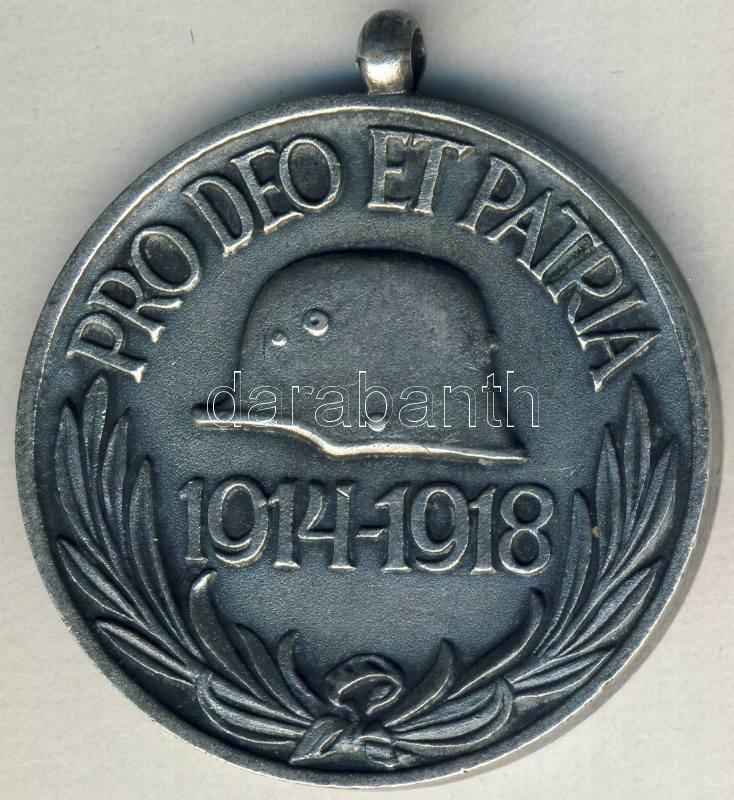 PRO DEO ET PATRIA
darabanth
1914-1918